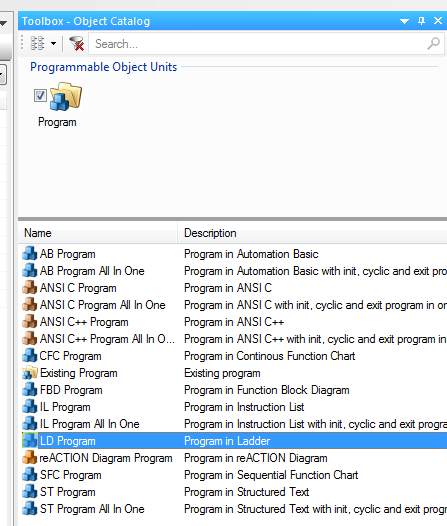 Toolbox - Object Catalog
Search...
Programmable Object Units
Program
Name Description
AB Program Program in Automation Basic
AB Program All In One Program in Automation Basic with init, cyclic and exit pro
ANSI C Program Program in ANSI C
ANSI C Program All In One Program in ANSI C with init, cyclic and exit program in on
ANSI C++ Program Program in ANSI C++
ANSI C++ Program All In O... Program in ANSI C++ with init, cyclic and exit program in
CFC Program Program in Continous Function Chart
Existing Program Existing program
FBD Program Program in Function Block Diagram
IL Program Program in Instruction List
IL Program All In One Program in Instruction List with init, cyclic and exit progra
LD Program Program in Ladder
reACTION Diagram Program Program in reACTION Diagram
SFC Program Program in Sequential Function Chart
ST Program Program in Structured Text
ST Program All In One Program in Structured Text with init, cyclic and exit progr